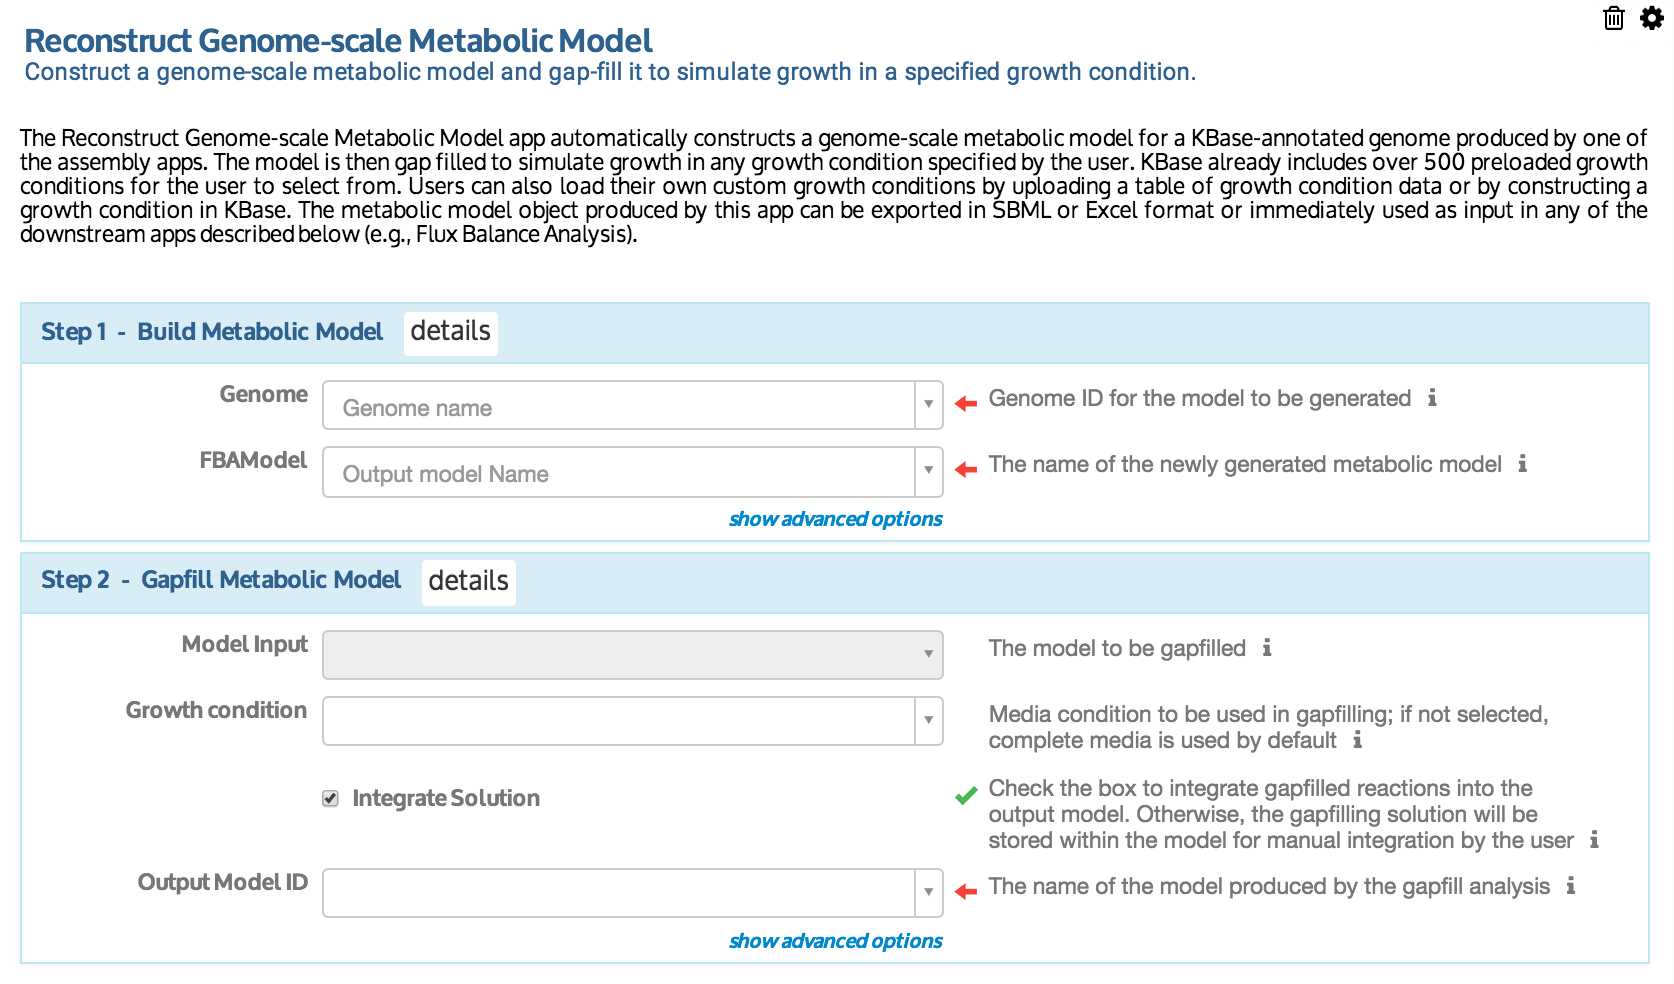 Reconstruct Genome-scale Metabolic Model
Construct a genome-scale metabolic model and gap-fill it to simulate growth in a specified growth condition.
The Reconstruct Genome-scale Metabolic Model app automatically constructs a genome-scale metabolic model for a KBase-annotated genome produced by one of
the assembly apps. The model is then gap filled to simulate growth in any growth condition specified by the user. KBase already includes over 500 preloaded growth
conditions for the user to select from. Users can also load their own custom growth conditions by uploading a table of growth condition data or by constructing a
growth condition in KBase. The metabolic model object produced by this app can be exported in SBML or Excel format or immediately used as input in any of the
downstream apps described below (e.g., Flux Balance Analysis).
Step 1 - Build Metabolic Model details
Genome Genome name Genome ID for the model to be generated
FBAModel Output model Name The name of the newly generated metabolic model
show advanced options
Step 2 - Gapfill Metabolic Model details
Model Input The model to be gapfilled
Growth condition Media condition to be used in gapfilling; if not selected,
complete media is used by default
Integrate Solution Check the box to integrate gapfilled reactions into the
output model. Otherwise, the gapfilling solution will be
stored within the model for manual integration by the user
Output Model ID The name of the model produced by the gapfill analysis
show advanced options